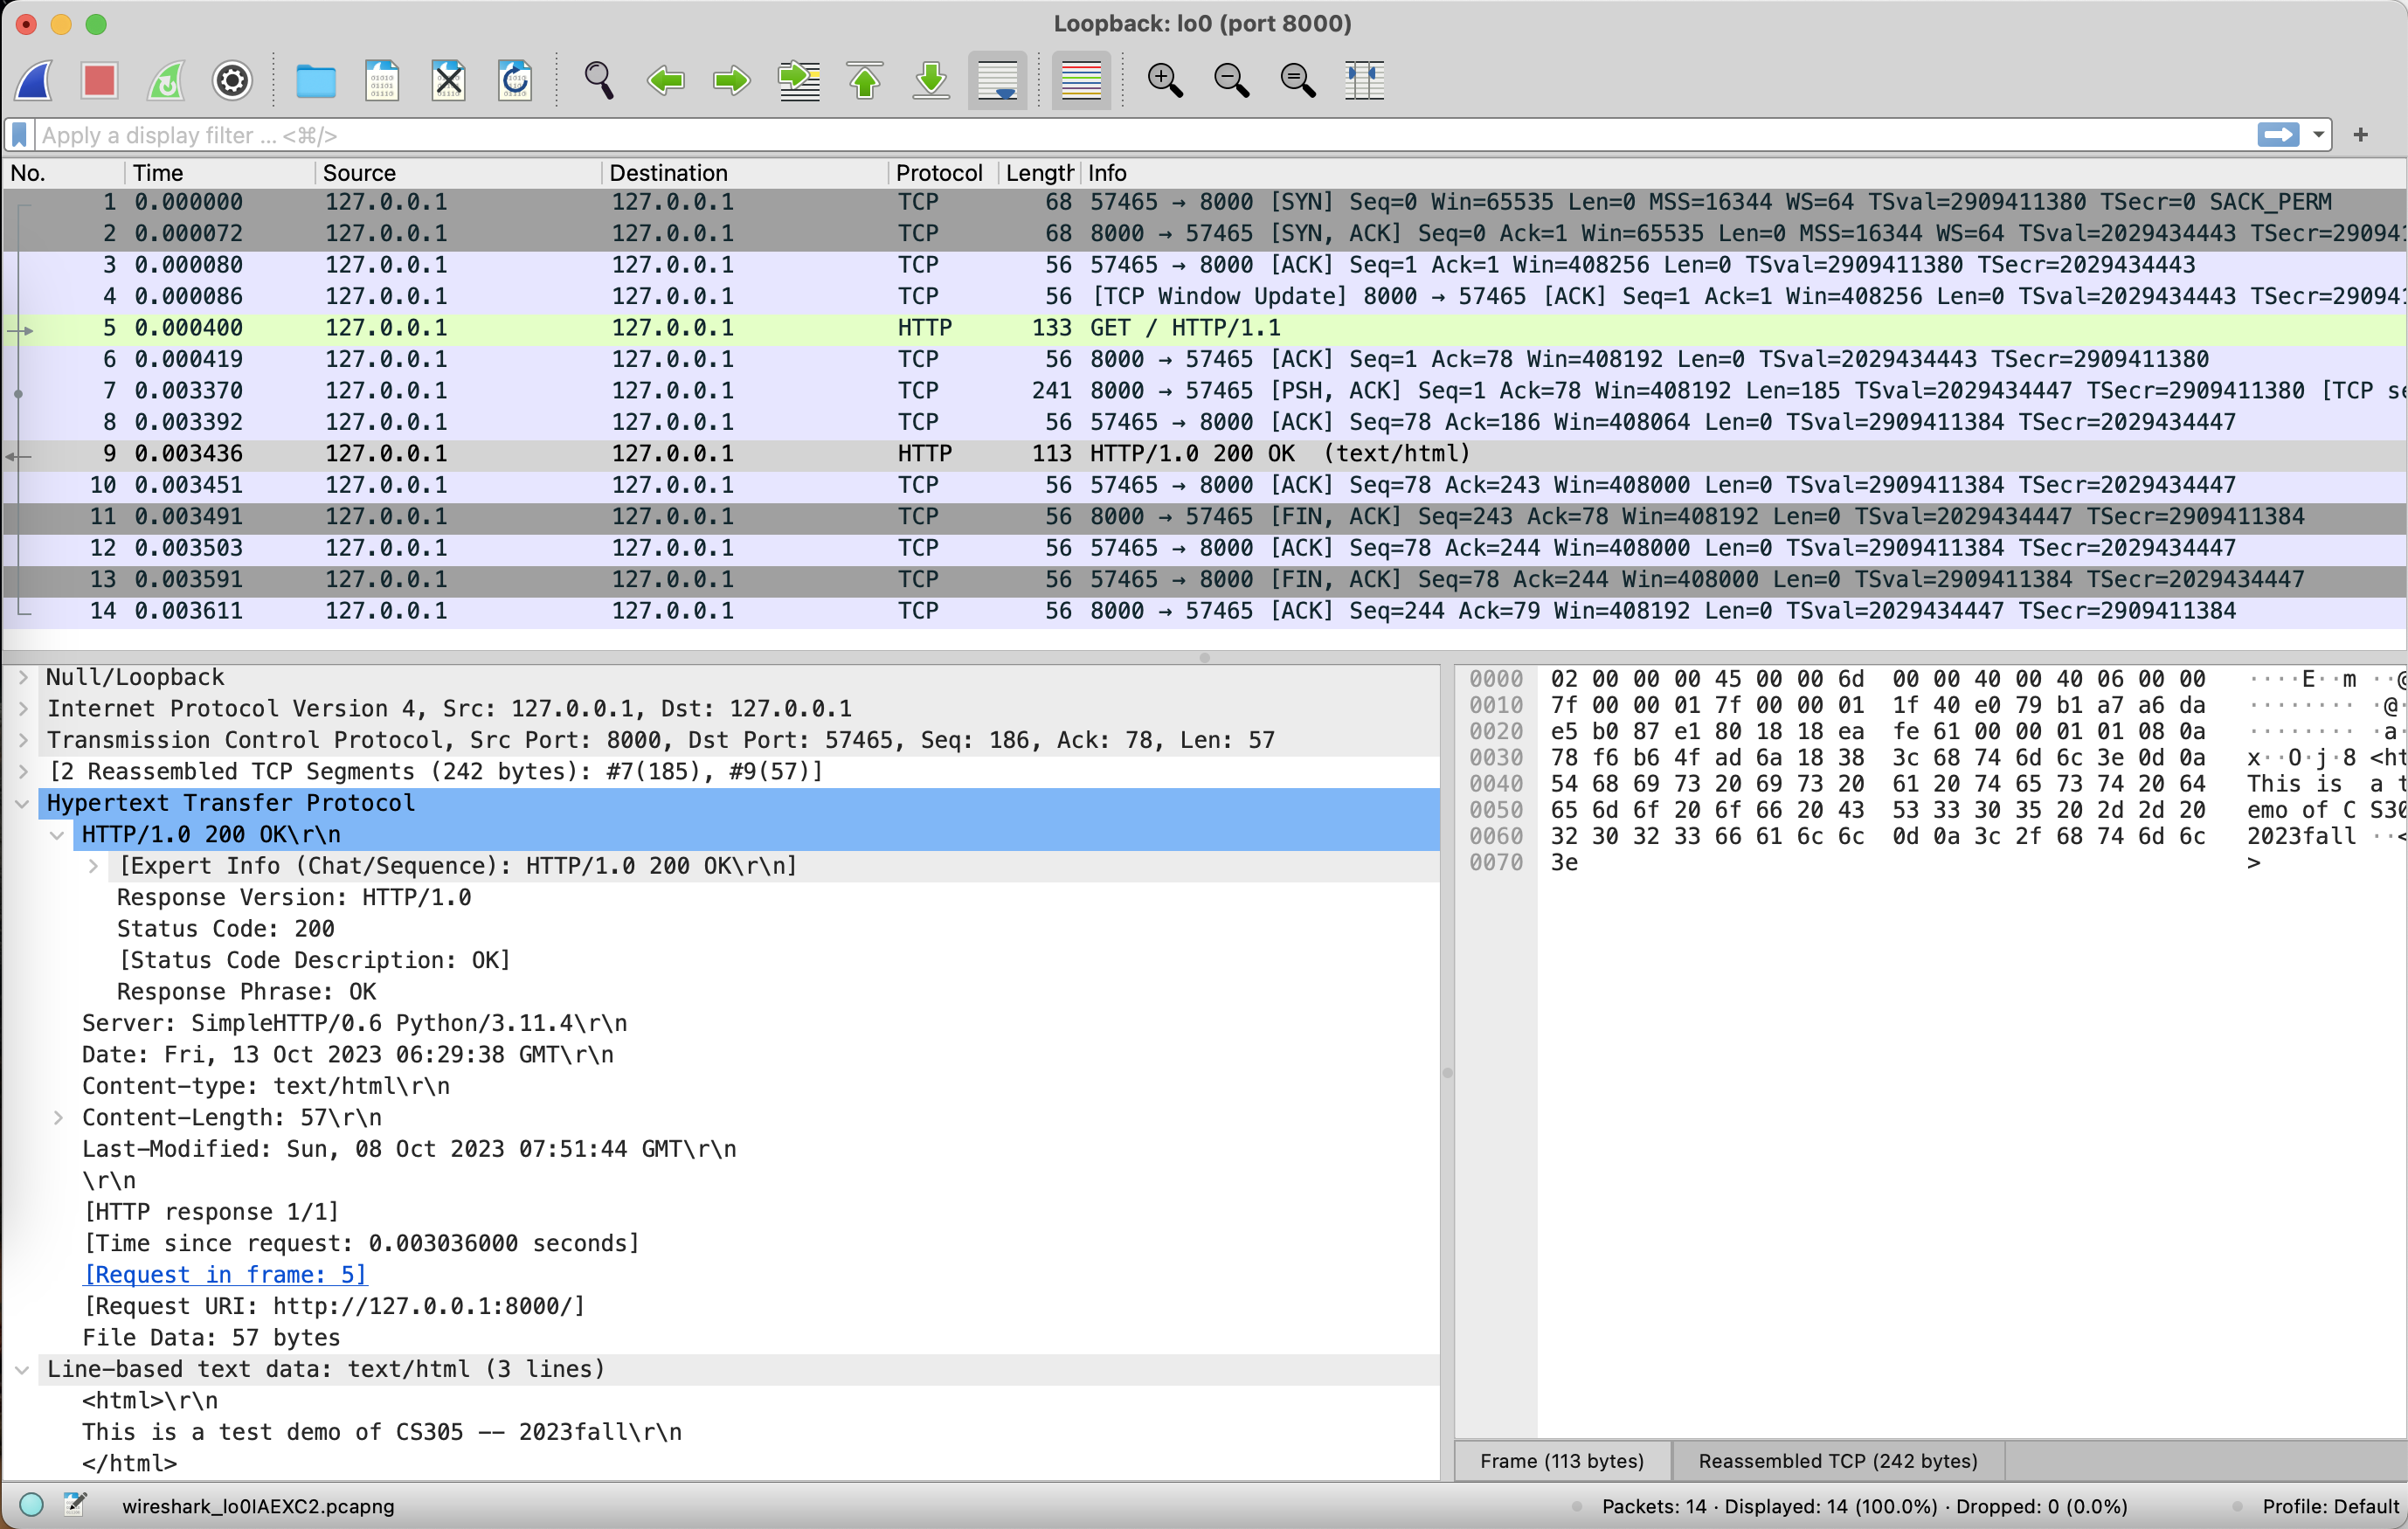 Loopback: lo0 (port 8000)
Apply a display filter ... <⌘/>
No. Time Source Destination Protocol Length Info
1 0.000000 127.0.0.1 127.0.0.1 TCP 68 57465 → 8000 [SYN] Seq=0 Win=65535 Len=0 MSS=16344 WS=64 TSval=2909411380 TSecr=0 SACK_PERM
2 0.000072 127.0.0.1 127.0.0.1 TCP 68 8000 → 57465 [SYN, ACK] Seq=0 Ack=1 Win=65535 Len=0 MSS=16344 WS=64 TSval=2029434443 TSecr=290941
3 0.000080 127.0.0.1 127.0.0.1 TCP 56 57465 → 8000 [ACK] Seq=1 Ack=1 Win=408256 Len=0 TSval=2909411380 TSecr=2029434443
4 0.000086 127.0.0.1 127.0.0.1 TCP 56 [TCP Window Update] 8000 → 57465 [ACK] Seq=1 Ack=1 Win=408256 Len=0 TSval=2029434443 TSecr=290941
5 0.000400 127.0.0.1 127.0.0.1 HTTP 133 GET / HTTP/1.1
6 0.000419 127.0.0.1 127.0.0.1 TCP 56 8000 → 57465 [ACK] Seq=1 Ack=78 Win=408192 Len=0 TSval=2029434443 TSecr=2909411380
7 0.003370 127.0.0.1 127.0.0.1 TCP 241 8000 → 57465 [PSH, ACK] Seq=1 Ack=78 Win=408192 Len=185 TSval=2029434447 TSecr=2909411380 [TCP se
8 0.003392 127.0.0.1 127.0.0.1 TCP 56 57465 → 8000 [ACK] Seq=78 Ack=186 Win=408064 Len=0 TSval=2909411384 TSecr=2029434447
9 0.003436 127.0.0.1 127.0.0.1 HTTP 113 HTTP/1.0 200 OK  (text/html)
10 0.003451 127.0.0.1 127.0.0.1 TCP 56 57465 → 8000 [ACK] Seq=78 Ack=243 Win=408000 Len=0 TSval=2909411384 TSecr=2029434447
11 0.003491 127.0.0.1 127.0.0.1 TCP 56 8000 → 57465 [FIN, ACK] Seq=243 Ack=78 Win=408192 Len=0 TSval=2029434447 TSecr=2909411384
12 0.003503 127.0.0.1 127.0.0.1 TCP 56 57465 → 8000 [ACK] Seq=78 Ack=244 Win=408000 Len=0 TSval=2909411384 TSecr=2029434447
13 0.003591 127.0.0.1 127.0.0.1 TCP 56 57465 → 8000 [FIN, ACK] Seq=78 Ack=244 Win=408000 Len=0 TSval=2909411384 TSecr=2029434447
14 0.003611 127.0.0.1 127.0.0.1 TCP 56 8000 → 57465 [ACK] Seq=244 Ack=79 Win=408192 Len=0 TSval=2029434447 TSecr=2909411384
Null/Loopback
Internet Protocol Version 4, Src: 127.0.0.1, Dst: 127.0.0.1
Transmission Control Protocol, Src Port: 8000, Dst Port: 57465, Seq: 186, Ack: 78, Len: 57
[2 Reassembled TCP Segments (242 bytes): #7(185), #9(57)]
Hypertext Transfer Protocol
HTTP/1.0 200 OK\r\n
[Expert Info (Chat/Sequence): HTTP/1.0 200 OK\r\n]
Response Version: HTTP/1.0
Status Code: 200
[Status Code Description: OK]
Response Phrase: OK
Server: SimpleHTTP/0.6 Python/3.11.4\r\n
Date: Fri, 13 Oct 2023 06:29:38 GMT\r\n
Content-type: text/html\r\n
Content-Length: 57\r\n
Last-Modified: Sun, 08 Oct 2023 07:51:44 GMT\r\n
\r\n
[HTTP response 1/1]
[Time since request: 0.003036000 seconds]
[Request in frame: 5]
[Request URI: http://127.0.0.1:8000/]
File Data: 57 bytes
Line-based text data: text/html (3 lines)
<html>\r\n
This is a test demo of CS305 -- 2023fall\r\n
</html>
0000 02 00 00 00 45 00 00 6d 00 00 40 00 40 06 00 00 ····E··m ··@
0010 7f 00 00 01 7f 00 00 01 1f 40 e0 79 b1 a7 a6 da ········ ·@·
0020 e5 b0 87 e1 80 18 18 ea fe 61 00 00 01 01 08 0a ········ ·a·
0030 78 f6 b6 4f ad 6a 18 38 3c 68 74 6d 6c 3e 0d 0a x··O·j·8 <ht
0040 54 68 69 73 20 69 73 20 61 20 74 65 73 74 20 64 This is a t
0050 65 6d 6f 20 6f 66 20 43 53 33 30 35 20 2d 2d 20 emo of C S30
0060 32 30 32 33 66 61 6c 6c 0d 0a 3c 2f 68 74 6d 6c 2023fall ··<
0070 3e >
Frame (113 bytes) Reassembled TCP (242 bytes)
wireshark_lo0IAEXC2.pcapng Packets: 14 · Displayed: 14 (100.0%) · Dropped: 0 (0.0%) Profile: Default